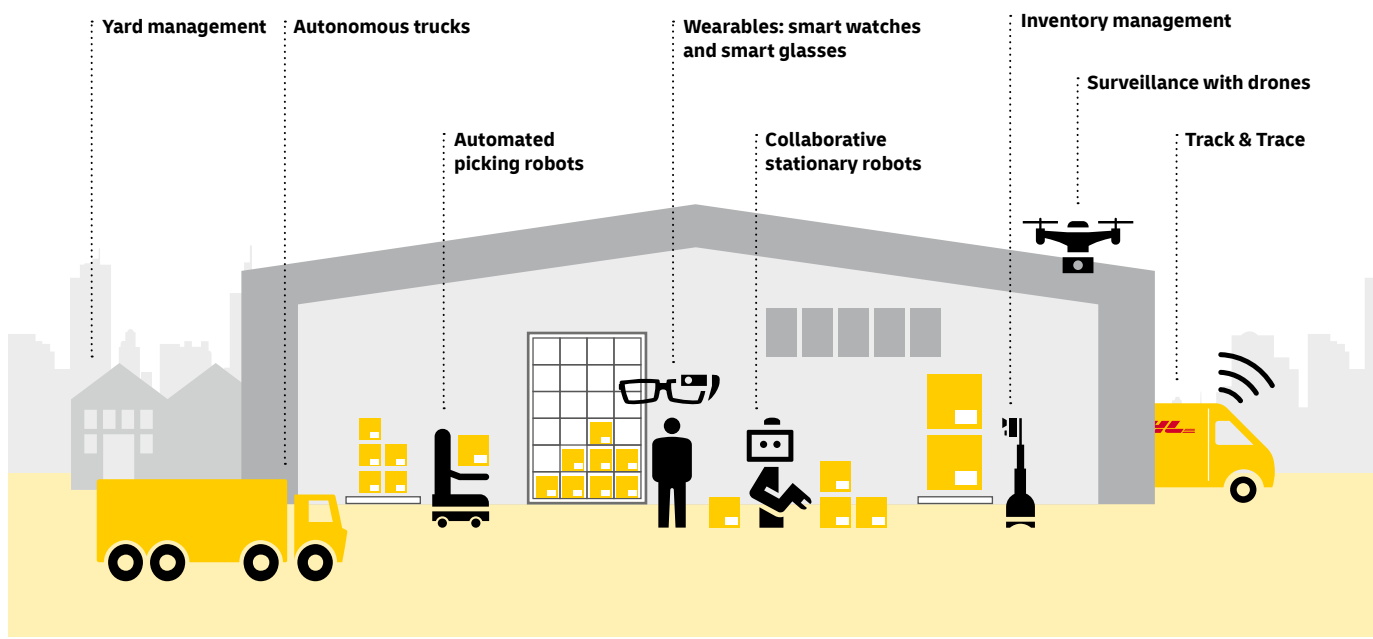 Yard management
Autonomous trucks
Wearables: smart watches
and smart glasses
Inventory management
Surveillance with drones
Automated
picking robots
Collaborative
stationary robots
Track & Trace